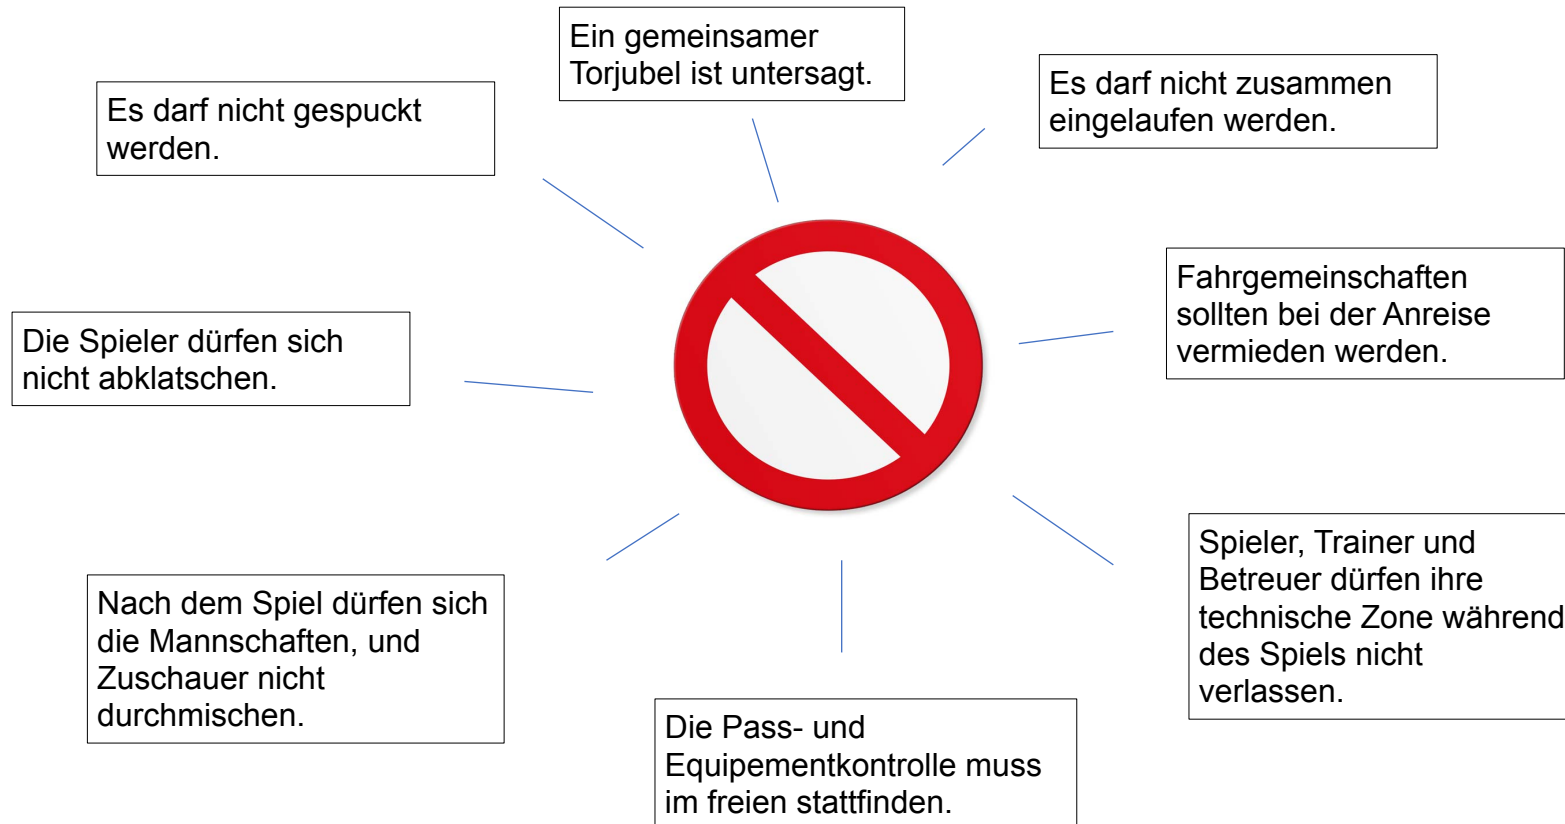 Ein gemeinsamer
Torjubel ist untersagt.
Es darf nicht zusammen
eingelaufen werden.
Es darf nicht gespuckt
werden.
Fahrgemeinschaften
sollten bei der Anreise
vermieden werden.
Die Spieler dürfen sich
nicht abklatschen.
Spieler, Trainer und
Betreuer dürfen ihre
technische Zone während
des Spiels nicht
verlassen.
Nach dem Spiel dürfen sich
die Mannschaften, und
Zuschauer nicht
durchmischen.
Die Pass- und
Equipementkontrolle muss
im freien stattfinden.